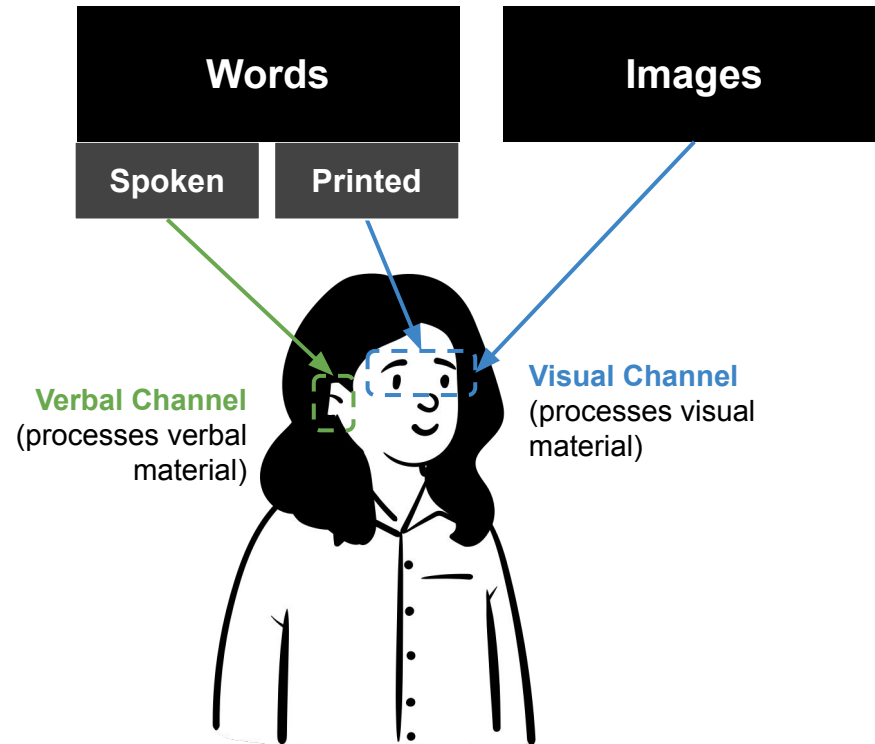 Words
Images
Spoken
Printed
Verbal Channel
(processes verbal
material)
Visual Channel
(processes visual
material)